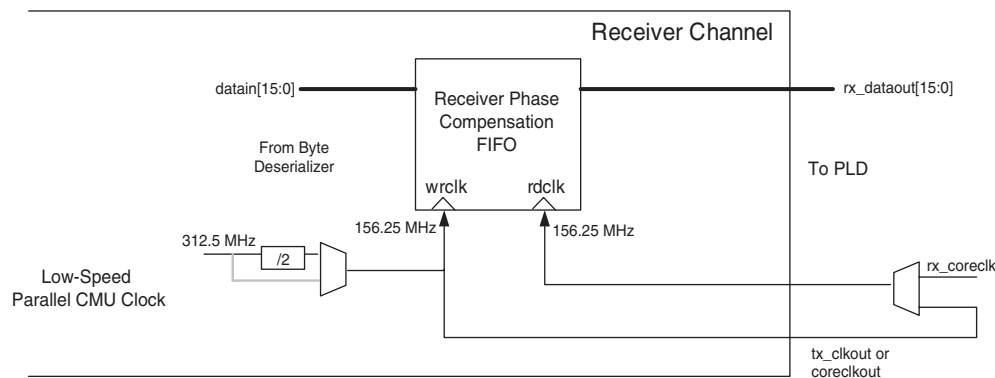 Receiver Channel
datain[15:0]
Receiver Phase
Compensation
FIFO
rx_dataout[15:0]
From Byte
Deserializer
To PLD
wrclk
rdclk
156.25 MHz
156.25 MHz
312.5 MHz
/2
Low-Speed
Parallel CMU Clock
rx_coreclk
tx_clkout or
coreclkout